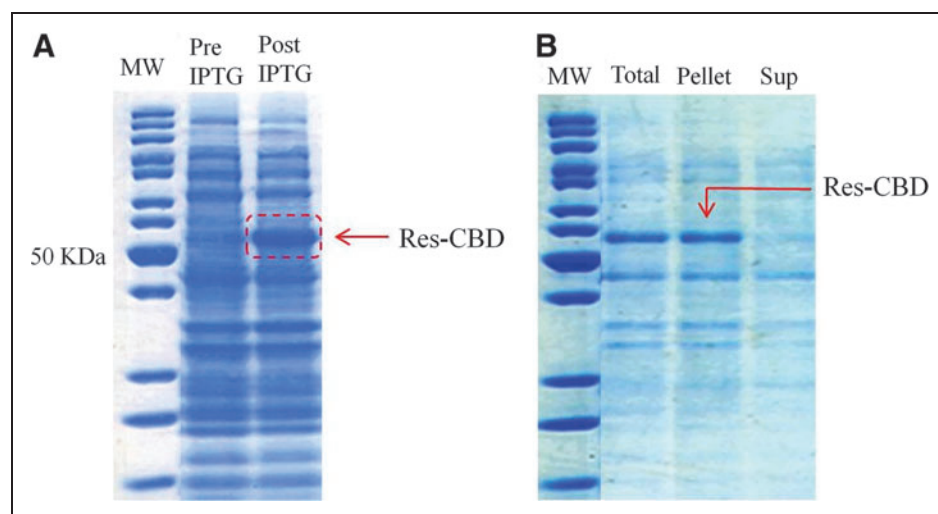 A
MW
Pre
IPTG
Post
IPTG
50 KDa
Res-CBD
B
MW
Total
Pellet
Sup
Res-CBD